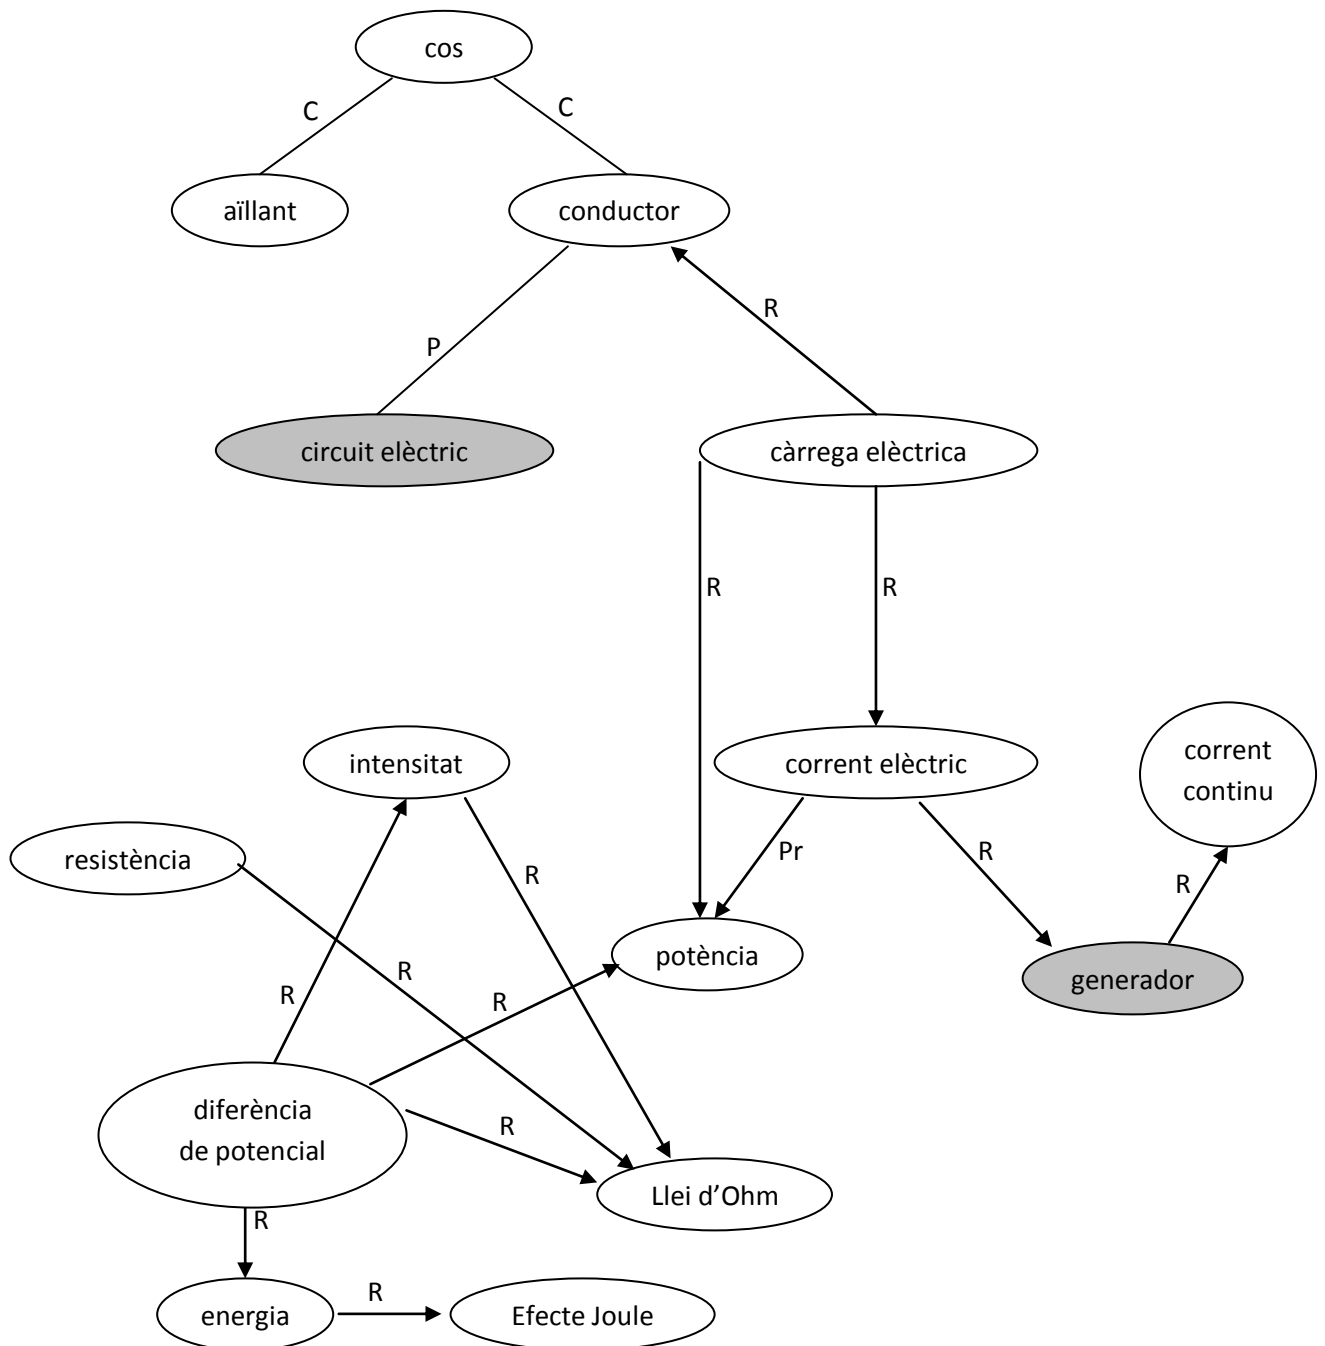 cos
C
C
aïllant
conductor
R
P
circuit elèctric
càrrega elèctrica
R
R
intensitat
corrent elèctric
corrent
continu
resistència
Pr
R
R
R
potència
R
R
R
generador
diferència
de potencial
R
Llei d’Ohm
R
energia
R
Efecte Joule